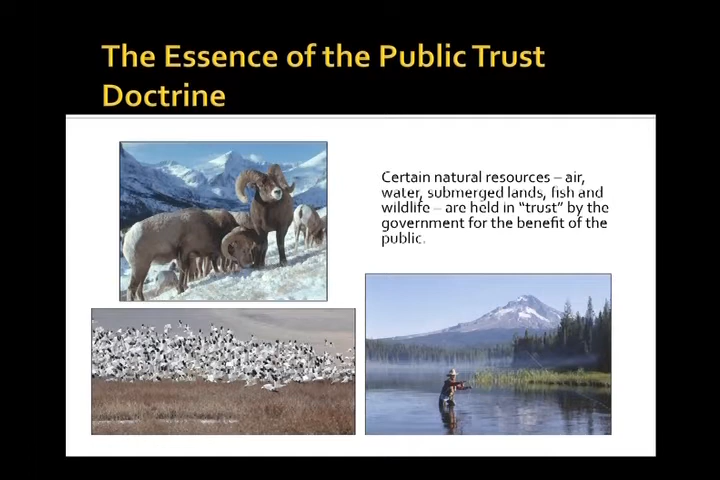 The Essence of the Public Trust
Doctrine
Certain natural resources – air,
water, submerged lands, fish and
wildlife – are held in “trust” by the
government for the benefit of the
public.